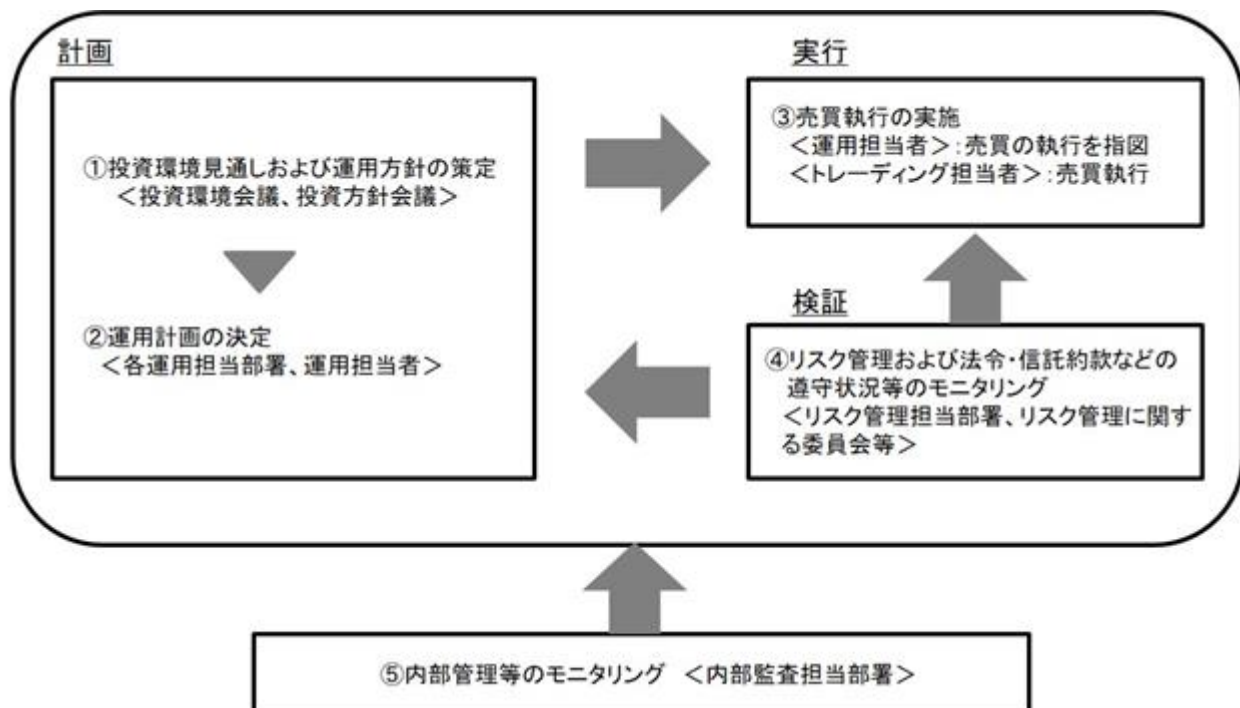 計画
①投資環境見通しおよび運用方針の策定
＜投資環境会議、投資方針会議＞
②運用計画の決定
＜各運用担当部署、運用担当者＞
実行
③売買執行の実施
＜運用担当者＞：売買の執行を指図
＜トレーディング担当者＞：売買執行
検証
④リスク管理および法令・信託約款などの
遵守状況等のモニタリング
＜リスク管理担当部署、リスク管理に関す
る委員会等＞
⑤内部管理等のモニタリング ＜内部監査担当部署＞